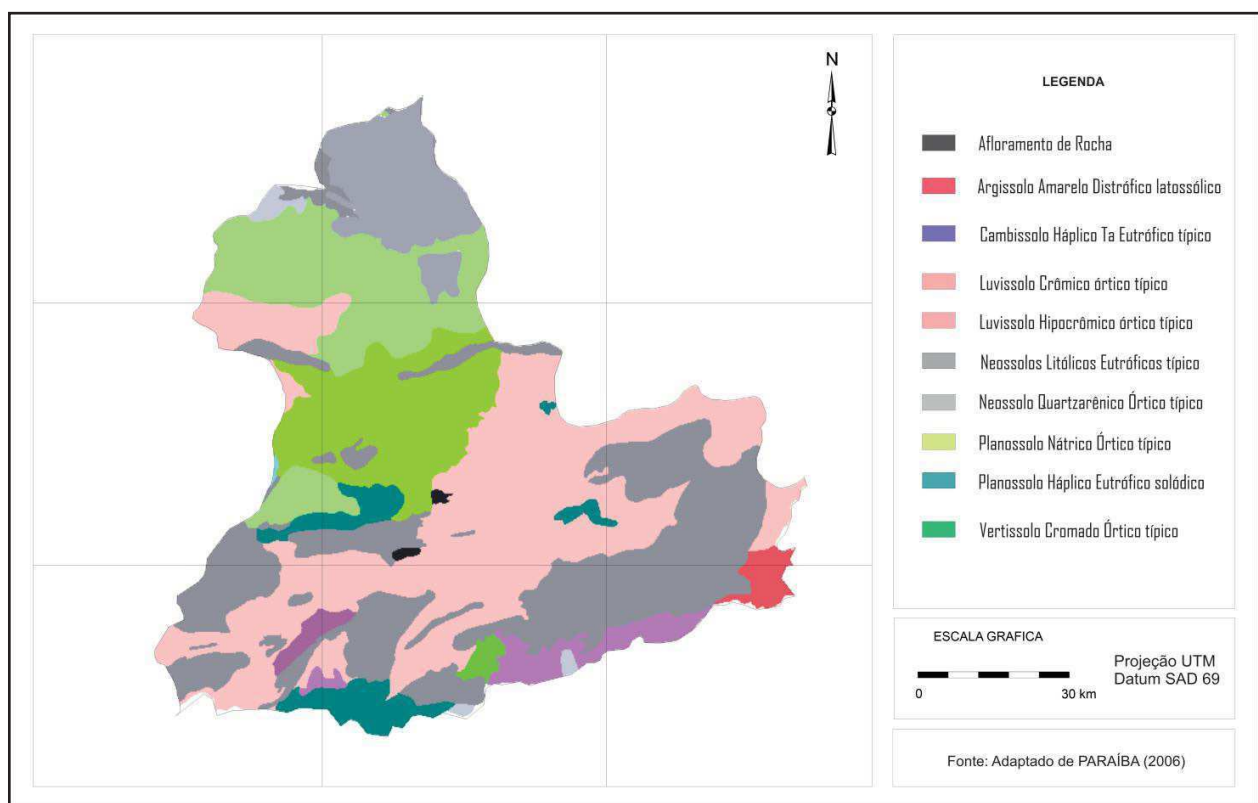 N
LEGENDA
Afloramento de Rocha
Argissolo Amarelo Distrófico latossólico
Cambissolo Háplico Ta Eutrófico típico
Luvissolo Crômico órtico típico
Luvissolo Hipocrômico órtico típico
Neossolos Litólicos Eutróficos típico
Neossolo Quartzarênico Órtico típico
Planossolo Nátrico Órtico típico
Planossolo Háplico Eutrófico solódico
Vertissolo Cromado Órtico típico
ESCALA GRAFICA
0 30 km
Projeção UTM
Datum SAD 69
Fonte: Adaptado de PARAÍBA (2006)